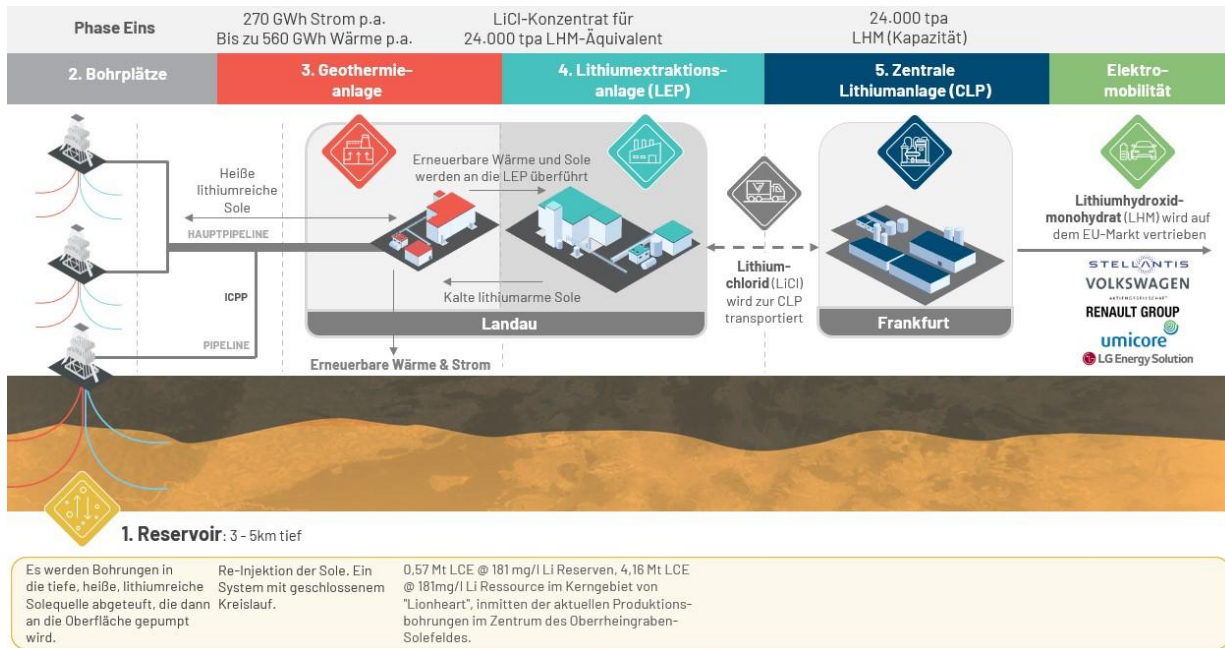 Phase Eins
270 GWh Strom p.a.
Bis zu 560 GWh Wärme p.a.
LiCl-Konzentrat für
24.000 tpa LHM-Äquivalent
24.000 tpa
LHM (Kapazität)
2. Bohrplätze
3. Geothermie-
anlage
4. Lithiumextraktions-
anlage (LEP)
5. Zentrale
Lithiumanlage (CLP)
Elektro-
mobilität
Heiße
lithiumreiche
Sole
HAUPTPIPELINE
ICPP
PIPELINE
Erneuerbare Wärme und Sole
werden an die LEP überführt
Kalte lithiumarme Sole
Landau
Erneuerbare Wärme & Strom
Lithium-
chlorid (LiCl)
wird zur CLP
transportiert
Frankfurt
Lithiumhydroxid-
monohydrat (LHM) wird auf
dem EU-Markt vertrieben
STELLANTIS
VOLKSWAGEN
AKTIENGESELLSCHAFT
RENAULT GROUP
umicore
LG Energy Solution
1. Reservoir: 3 - 5km tief
Es werden Bohrungen in
die tiefe, heiße, lithiumreiche
Solequelle abgeteuft, die dann
an die Oberfläche gepumpt
wird.
Re-Injektion der Sole. Ein
System mit geschlossenem
Kreislauf.
0,57 Mt LCE @ 181 mg/l Li Reserven, 4,16 Mt LCE
@ 181mg/l Li Ressource im Kerngebiet von
"Lionheart", inmitten der aktuellen Produktions-
bohrungen im Zentrum des Oberrheingraben-
Solefeldes.